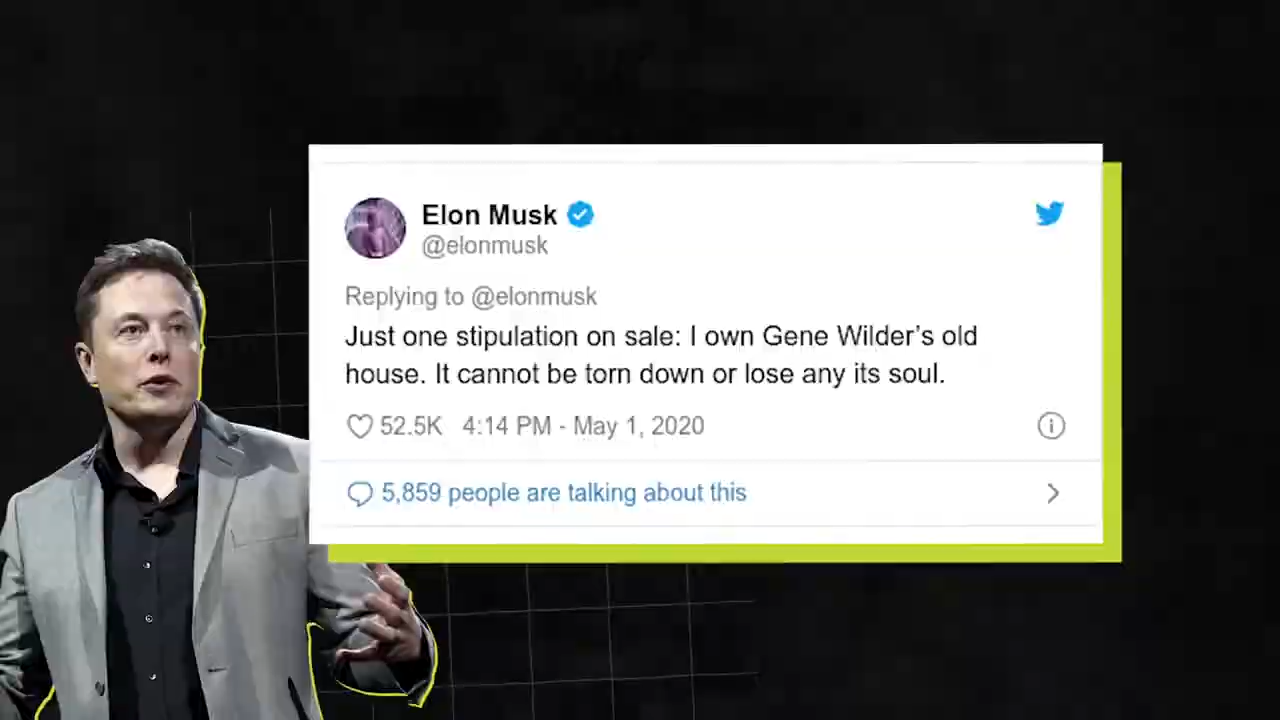 Elon Musk
@elonmusk
Replying to @elonmusk
Just one stipulation on sale: I own Gene Wilder’s old
house. It cannot be torn down or lose any its soul.
52.5K 4:14 PM - May 1, 2020
5,859 people are talking about this